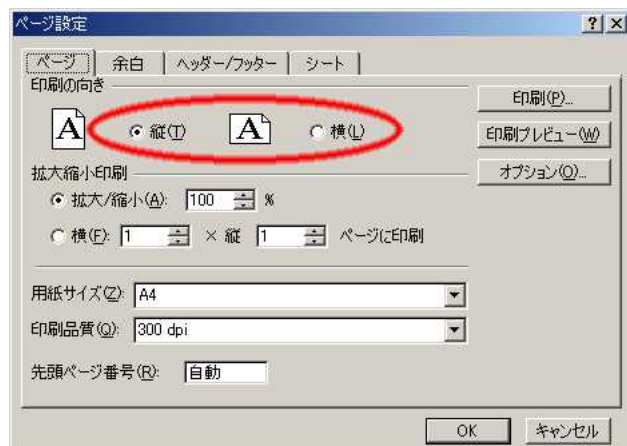 ページ設定
ページ 余白 ヘッダー/フッター シート
印刷の向き
A 縦(T) A 横(L)
印刷(P)...
印刷プレビュー(W)
オプション(O)...
拡大縮小印刷
拡大/縮小(A): 100 %
横(F): 1 × 縦 1 ページに印刷
用紙サイズ(Z): A4
印刷品質(Q): 300 dpi
先頭ページ番号(R): 自動
OK キャンセル